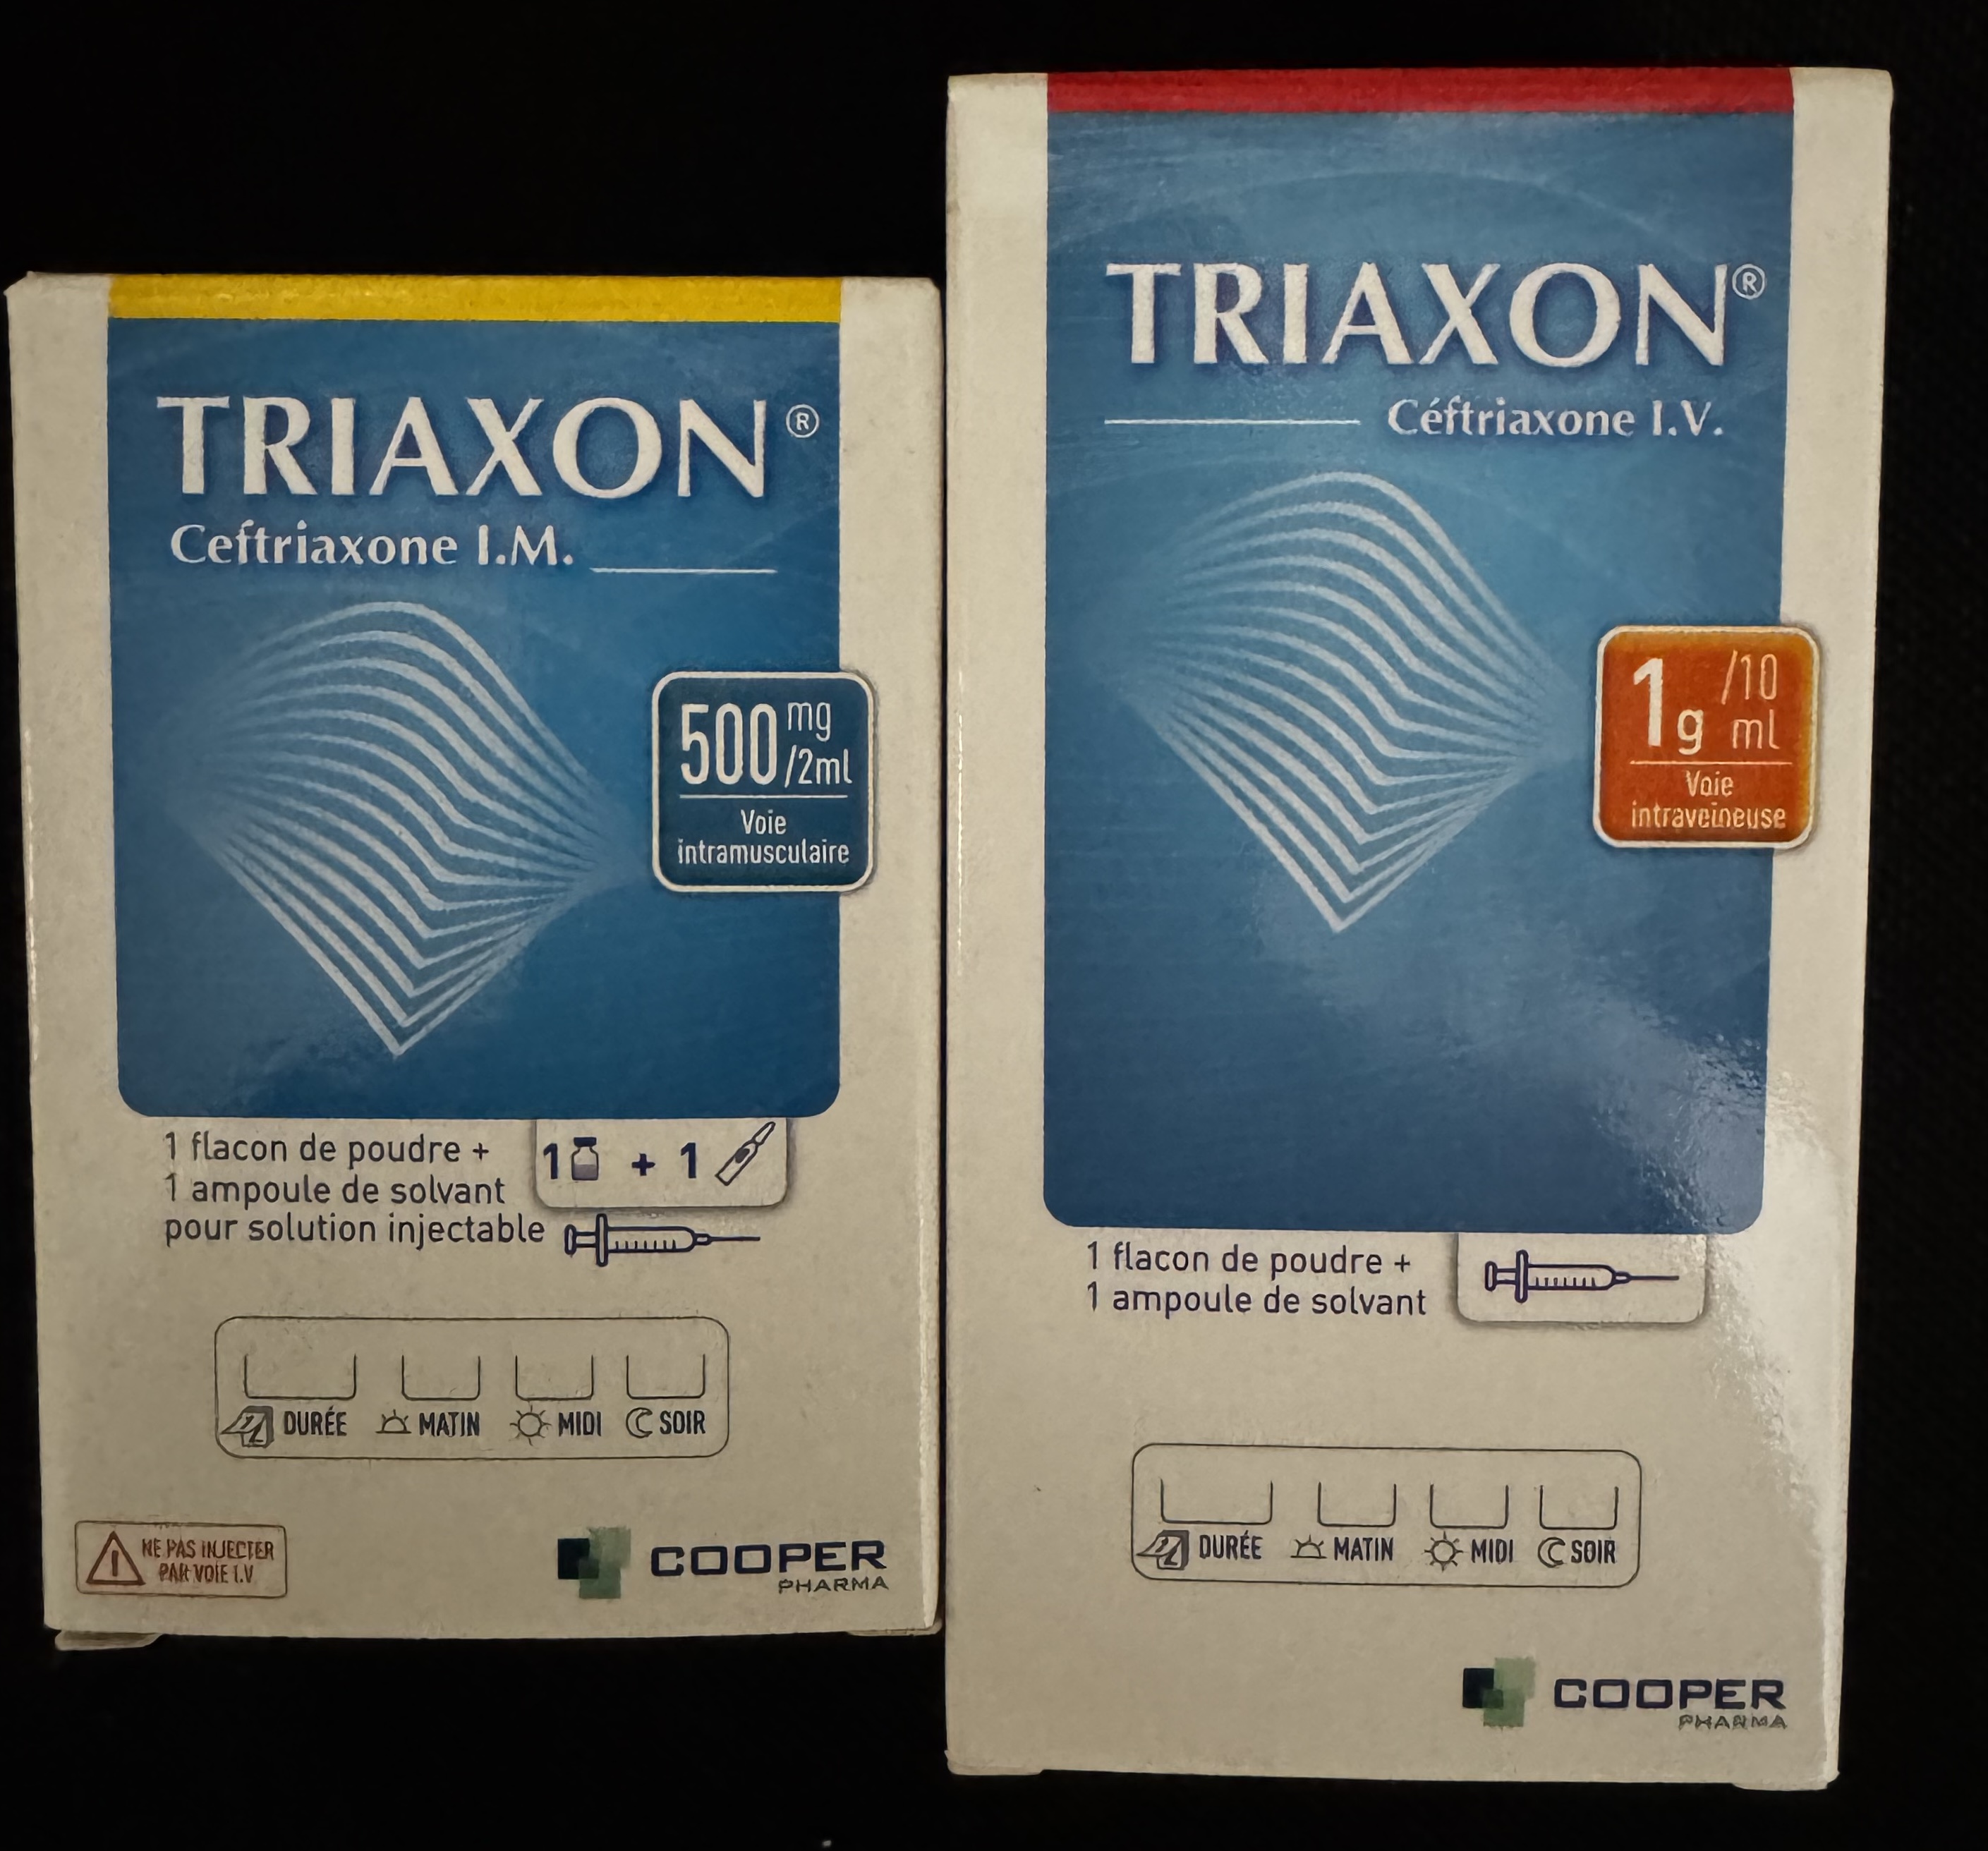 TRIAXON®
Ceftriaxone I.M.
500 mg
/2ml
Voie
intramusculaire
1 flacon de poudre +
1 ampoule de solvant
pour solution injectable
1 + 1
DURÉE MATIN MIDI SOIR
NE PAS INJECTER
PAR VOIE I.V
COOPER
PHARMA
TRIAXON®
Céftriaxone I.V.
1g /10
ml
Voie
intraveineuse
1 flacon de poudre +
1 ampoule de solvant
DURÉE MATIN MIDI SOIR
COOPER
PHARMA